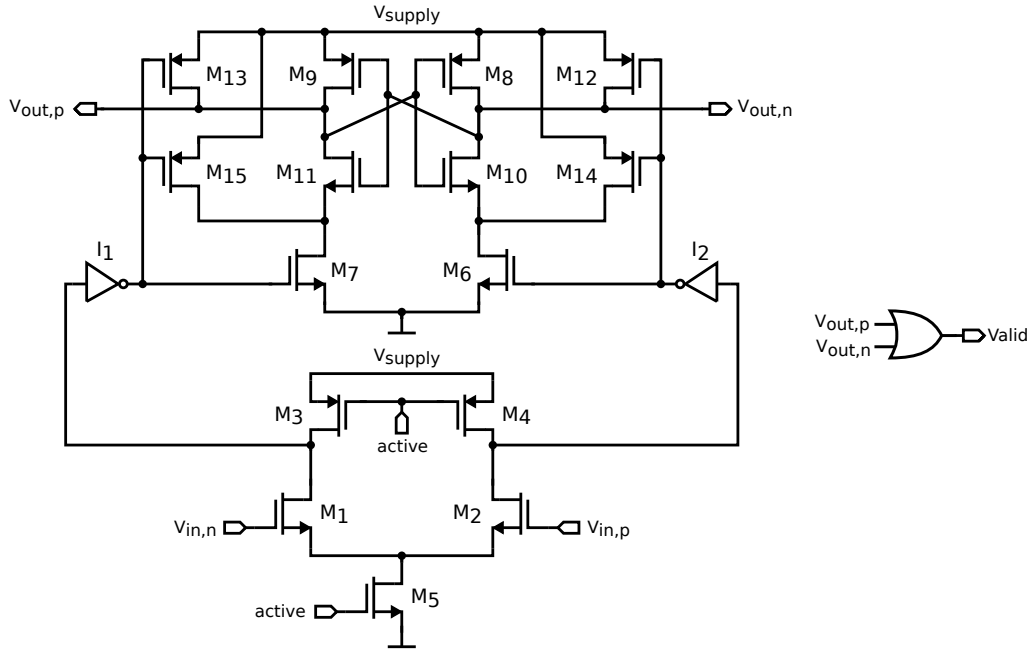 Vsupply
M13
M9
M8
M12
Vout,p
Vout,n
M15
M11
M10
M14
I1
I2
M7
M6
Vsupply
Vout,p
Vout,n
Valid
M3
M4
active
Vin,n
M1
M2
Vin,p
active
M5